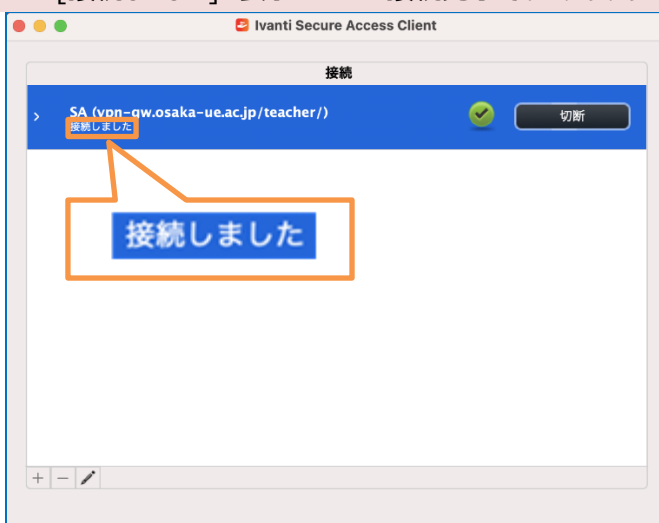 Ivanti Secure Access Client
接続
SA (vpn-gw.osaka-ue.ac.jp/teacher/)
接続しました
切断
接続しました